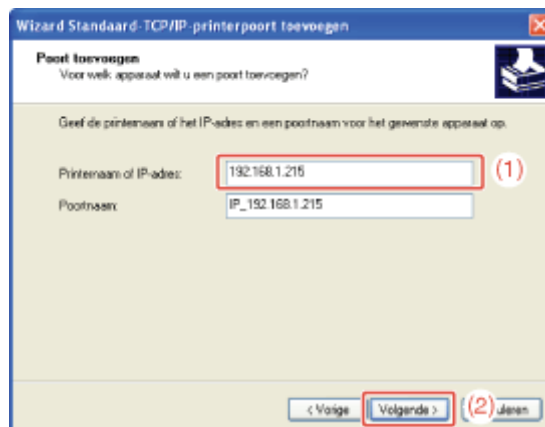 Wizard Standaard-TCP/IP-printerpoort toevoegen
Poort toevoegen
Voor welk apparaat wilt u een poort toevoegen?
Geef de printernaam of het IP-adres en een poortnaam voor het gewenste apparaat op.
Printernaam of IP-adres: 192.168.1.215 (1)
Poortnaam: IP_192.168.1.215
< Vorige Volgende > (2) uleren